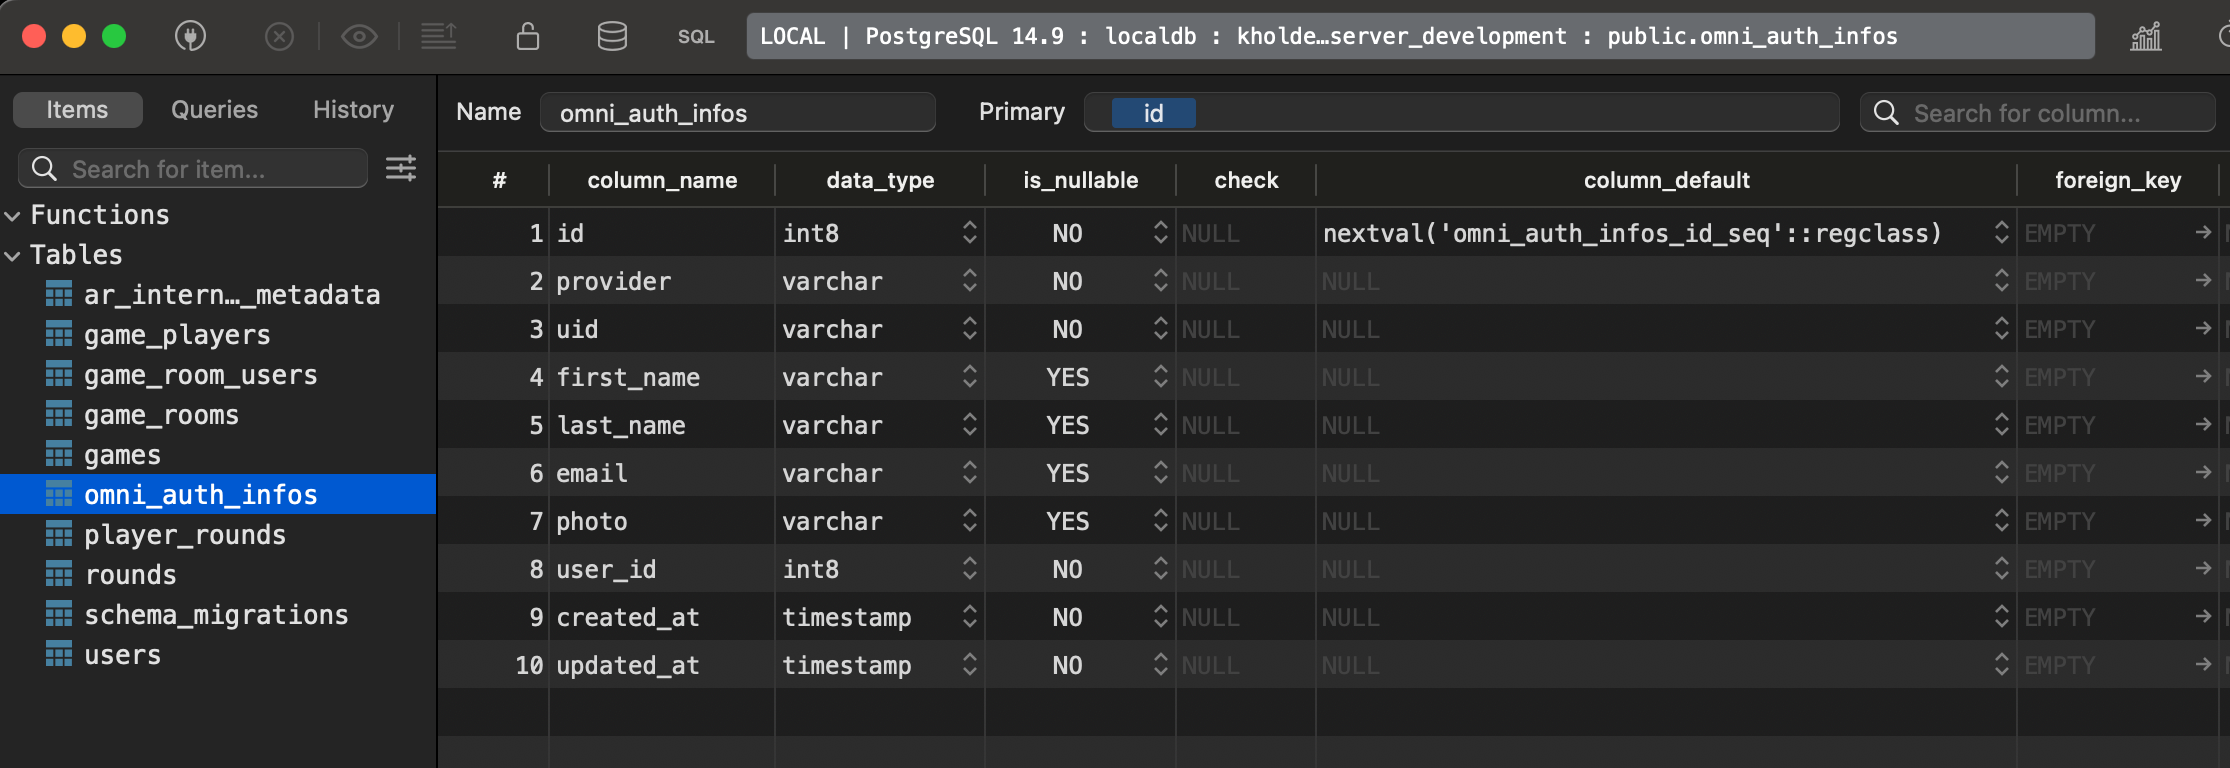 SQL
LOCAL | PostgreSQL 14.9 : localdb : kholde…server_development : public.omni_auth_infos
Items Queries History
Search for item...
Functions
Tables
ar_intern…_metadata
game_players
game_room_users
game_rooms
games
omni_auth_infos
player_rounds
rounds
schema_migrations
users
Name omni_auth_infos Primary id Search for column...
# column_name data_type is_nullable check column_default foreign_key
1 id int8 NO NULL nextval('omni_auth_infos_id_seq'::regclass) EMPTY
2 provider varchar NO NULL NULL EMPTY
3 uid varchar NO NULL NULL EMPTY
4 first_name varchar YES NULL NULL EMPTY
5 last_name varchar YES NULL NULL EMPTY
6 email varchar YES NULL NULL EMPTY
7 photo varchar YES NULL NULL EMPTY
8 user_id int8 NO NULL NULL EMPTY
9 created_at timestamp NO NULL NULL EMPTY
10 updated_at timestamp NO NULL NULL EMPTY